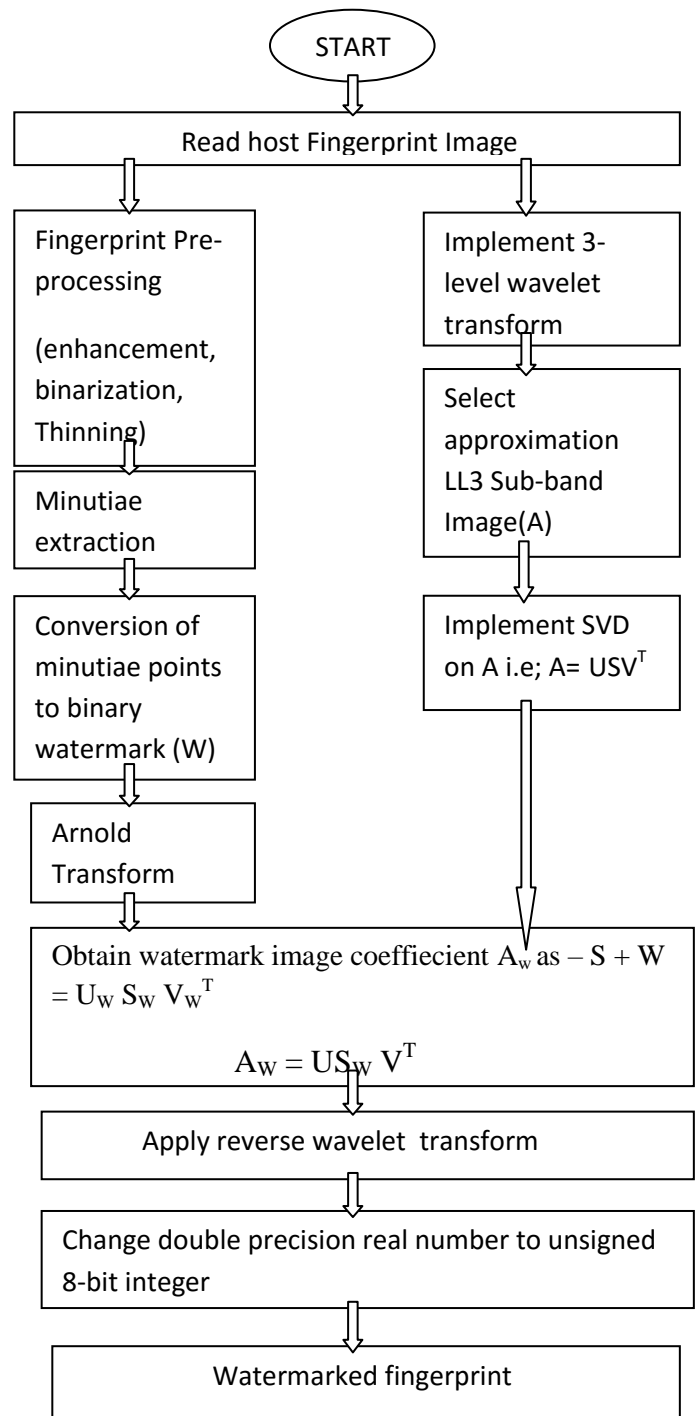 START
Read host Fingerprint Image
Fingerprint Pre-
processing
(enhancement,
binarization,
Thinning)
Minutiae
extraction
Conversion of
minutiae points
to binary
watermark (W)
Arnold
Transform
Implement 3-
level wavelet
transform
Select
approximation
LL3 Sub-band
Image(A)
Implement SVD
on A i.e; A= USVᵀ
Obtain watermark image coeffiecient A_w as – S + W
= U_W S_W V_Wᵀ
A_W = US_W Vᵀ
Apply reverse wavelet transform
Change double precision real number to unsigned
8-bit integer
Watermarked fingerprint